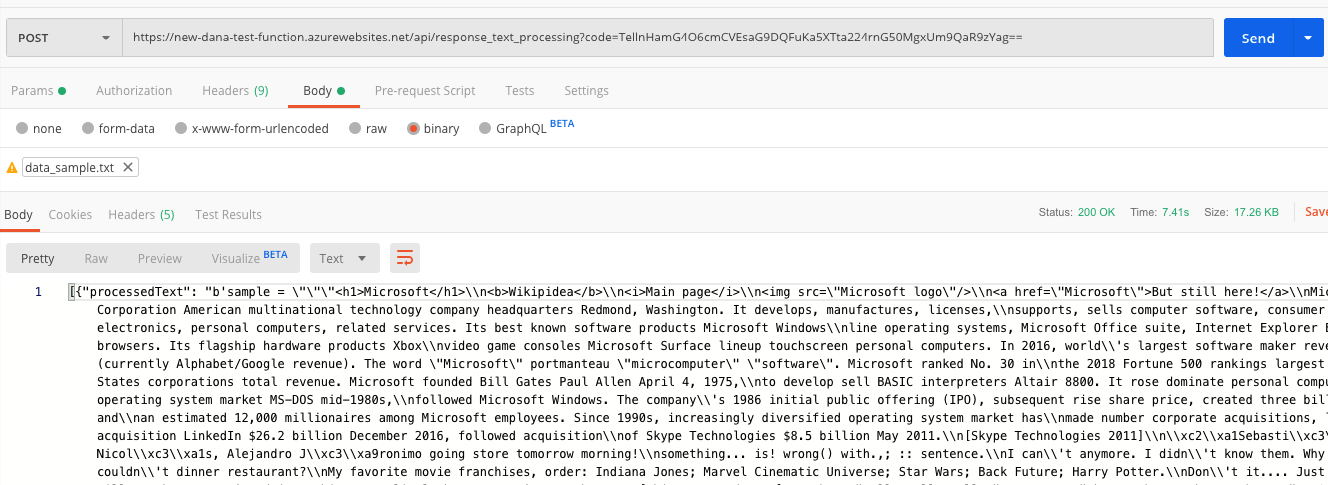 POST https://new-dana-test-function.azurewebsites.net/api/response_text_processing?code=TellnHamG4O6cmCVEsaG9DQFuKa5XTta224rnG50MgxUm9QaR9zYag== Send
Params Authorization Headers (9) Body Pre-request Script Tests Settings
none form-data x-www-form-urlencoded raw binary GraphQL BETA
data_sample.txt
Body Cookies Headers (5) Test Results Status: 200 OK Time: 7.41s Size: 17.26 KB Save
Pretty Raw Preview Visualize BETA Text
1 [{"processedText": "b'sample = \"\"\"<h1>Microsoft</h1>\\n<b>Wikipidea</b>\\n<i>Main page</i>\\n<img src=\"Microsoft logo\"/>\\n<a href=\"Microsoft\">But still here!</a>\\nMic
Corporation American multinational technology company headquarters Redmond, Washington. It develops, manufactures, licenses,\\nsupports, sells computer software, consumer
electronics, personal computers, related services. Its best known software products Microsoft Windows\\nline operating systems, Microsoft Office suite, Internet Explorer E
browsers. Its flagship hardware products Xbox\\nvideo game consoles Microsoft Surface lineup touchscreen personal computers. In 2016, world\\'s largest software maker reve
(currently Alphabet/Google revenue). The word \"Microsoft\" portmanteau \"microcomputer\" \"software\". Microsoft ranked No. 30 in\\nthe 2018 Fortune 500 rankings largest
States corporations total revenue. Microsoft founded Bill Gates Paul Allen April 4, 1975,\\nto develop sell BASIC interpreters Altair 8800. It rose dominate personal compu
operating system market MS-DOS mid-1980s,\\nfollowed Microsoft Windows. The company\\'s 1986 initial public offering (IPO), subsequent rise share price, created three bill
and\\nan estimated 12,000 millionaires among Microsoft employees. Since 1990s, increasingly diversified operating system market has\\nmade number corporate acquisitions, l
acquisition LinkedIn $26.2 billion December 2016, followed acquisition\\nof Skype Technologies $8.5 billion May 2011.\\n[Skype Technologies 2011]\\n\\xc2\\xa1Sebasti\\xc3\
Nicol\\xc3\\xa1s, Alejandro J\\xc3\\xa9ronimo going store tomorrow morning!\\nsomething... is! wrong() with.,; :: sentence.\\nI can\\'t anymore. I didn\\'t know them. Why
couldn\\'t dinner restaurant?\\nMy favorite movie franchises, order: Indiana Jones; Marvel Cinematic Universe; Star Wars; Back Future; Harry Potter.\\nDon\\'t it.... Just